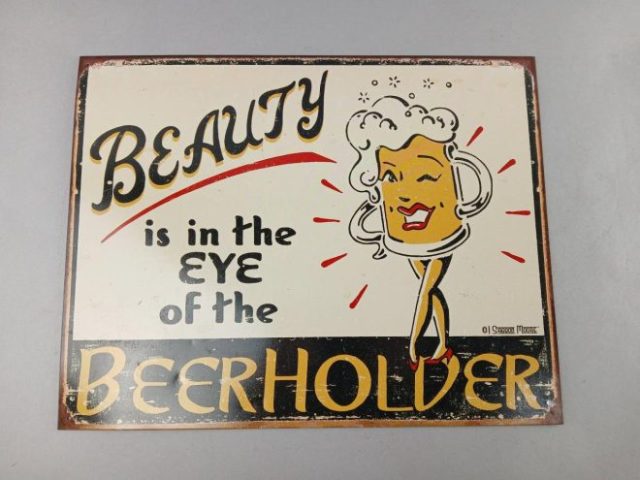 BEAUTY
is in the
EYE
of the
BEERHOLDER